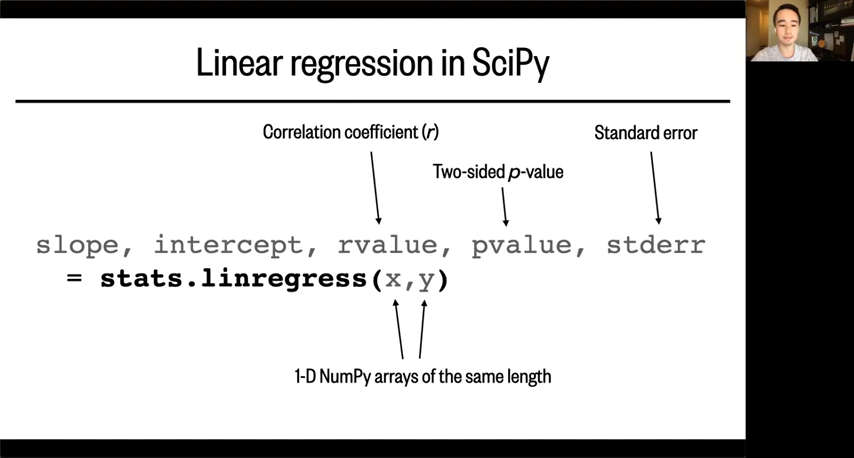 Linear regression in SciPy
Correlation coefficient (r)
Standard error
Two-sided p-value
slope, intercept, rvalue, pvalue, stderr
= stats.linregress(x,y)
1-D NumPy arrays of the same length